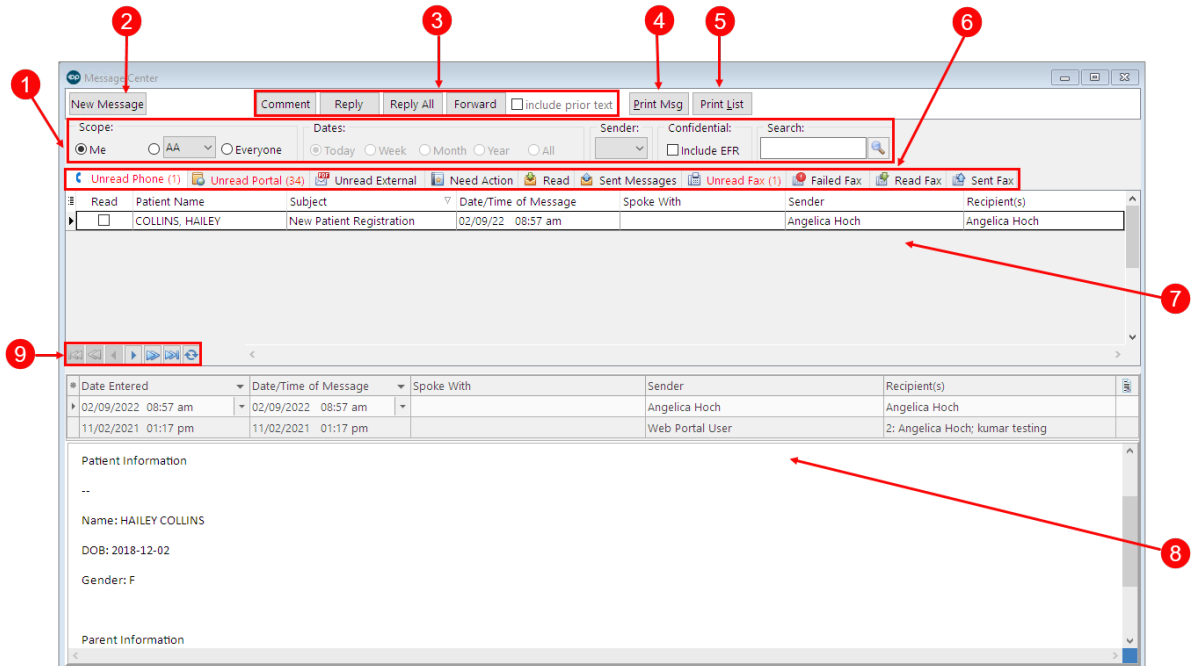 2 3 4 5 6
1
Message Center
New Message Comment Reply Reply All Forward include prior text Print Msg Print List
Scope: Dates: Sender: Confidential: Search:
Me AA Everyone Today Week Month Year All Include EFR
Unread Phone (1) Unread Portal (34) Unread External Need Action Read Sent Messages Unread Fax (1) Failed Fax Read Fax Sent Fax
Read Patient Name Subject Date/Time of Message Spoke With Sender Recipient(s)
COLLINS, HAILEY New Patient Registration 02/09/22 08:57 am Angelica Hoch Angelica Hoch
7
9
Date Entered Date/Time of Message Spoke With Sender Recipient(s)
02/09/2022 08:57 am 02/09/2022 08:57 am Angelica Hoch Angelica Hoch
11/02/2021 01:17 pm 11/02/2021 01:17 pm Web Portal User 2: Angelica Hoch; kumar testing
Patient Information
--
Name: HAILEY COLLINS
DOB: 2018-12-02
8
Gender: F
Parent Information